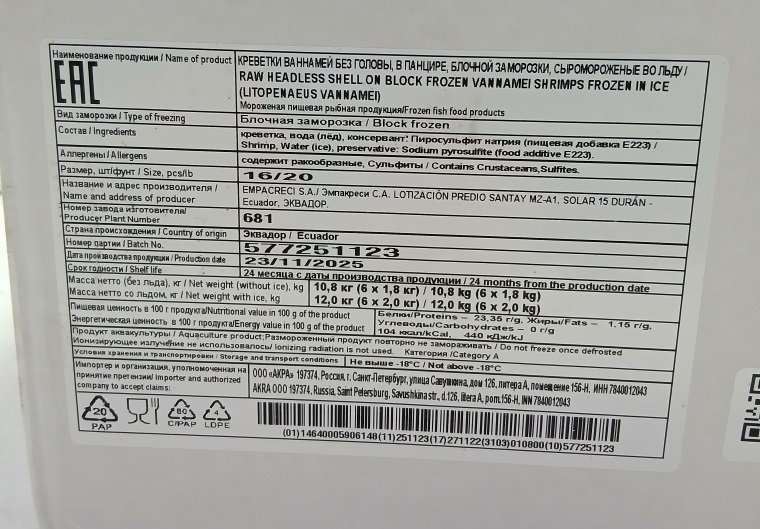 Наименование продукции / Name of product
КРЕВЕТКИ ВАННАМЕЙ БЕЗ ГОЛОВЫ, В ПАНЦИРЕ, БЛОЧНОЙ ЗАМОРОЗКИ, СЫРОМОРОЖЕНЫЕ ВО ЛЬДУ /
RAW HEADLESS SHELL ON BLOCK FROZEN VANNAMEI SHRIMPS FROZEN IN ICE
(LITOPENAEUS VANNAMEI)
EAC
Мороженая пищевая рыбная продукция/Frozen fish food products
Вид заморозки / Type of freezing
Блочная заморозка / Block frozen
Состав / Ingredients
креветка, вода (лёд), консервант: Пиросульфит натрия (пищевая добавка E223) /
Shrimp, Water (ice), preservative: Sodium pyrosulfite (food additive E223).
Аллергены / Allergens
содержит ракообразные, Сульфиты / Contains Crustaceans,Sulfites.
Размер, шт/фунт / Size, pcs/lb
16/20
Название и адрес производителя /
Name and address of producer
EMPACRECI S.A./ Эмпакреси С.А. LOTIZACIÓN PREDIO SANTAY MZ-A1, SOLAR 15 DURÁN -
Ecuador, ЭКВАДОР.
Номер завода изготовителя/
Producer Plant Number
681
Страна происхождения / Country of origin
Эквадор / Ecuador
Номер партии / Batch No.
577251123
Дата производства / Production date
23/11/2025
Срок годности / Shelf life
24 месяца с даты производства продукции / 24 months from the production date
Масса нетто (без льда), кг / Net weight (without ice), kg
10,8 кг (6 x 1,8 кг) / 10,8 kg (6 x 1,8 kg)
Масса нетто со льдом, кг / Net weight with ice, kg
12,0 кг (6 x 2,0 кг) / 12,0 kg (6 x 2,0 kg)
Пищевая ценность в 100 г продукта/Nutritional value in 100 g of the product
Белки/Proteins – 23,35 г/g, Жиры/Fats – 1,15 г/g,
Углеводы/Carbohydrates – 0 г/g
Энергетическая ценность в 100 г продукта/Energy value in 100 g of the product
104 ккал/kCal, 440 кДж/kJ
Продукт аквакультуры / Aquaculture product;Размороженный продукт повторно не замораживать / Do not freeze once defrosted
Ионизирующее излучение не использовалось/ Ionizing radiation is not used. Категория /Category A
Условия хранения и транспортировки / Storage and transport conditions
Не выше -18°C / Not above -18°C
Импортер и организация, уполномоченная на
принятие претензий/ importer and authorized
company to accept claims:
ООО «АКРА» 197374, Россия, г. Санкт-Петербург, улица Савушкина, дом 126, литера А, помещение 156-Н, ИНН 7840012043
AKRA OOO 197374, Russia, Saint Petersburg, Savushkina str., d.126, litera A, pom.156-H, INN 7840012043
20
PAP
80
C/PAP
4
LDPE
(01)14640005906148(11)251123(17)271122(3103)010800(10)577251123